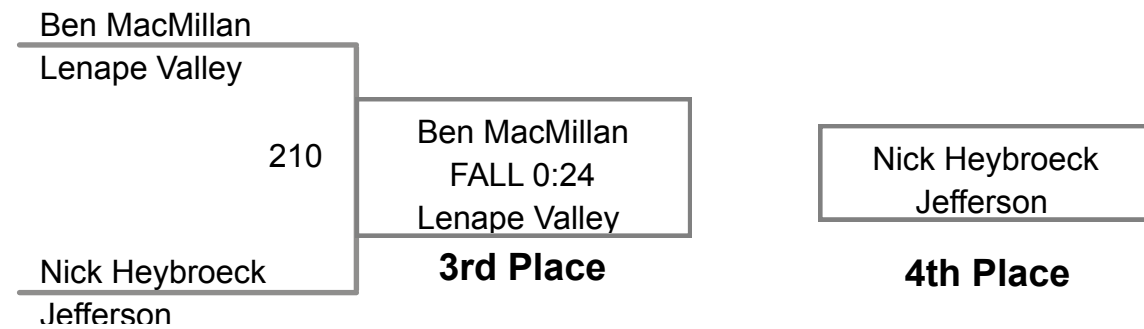 Ben MacMillan
Lenape Valley
210
Nick Heybroeck
Jefferson
Ben MacMillan
FALL 0:24
Lenape Valley
3rd Place
Nick Heybroeck
Jefferson
4th Place